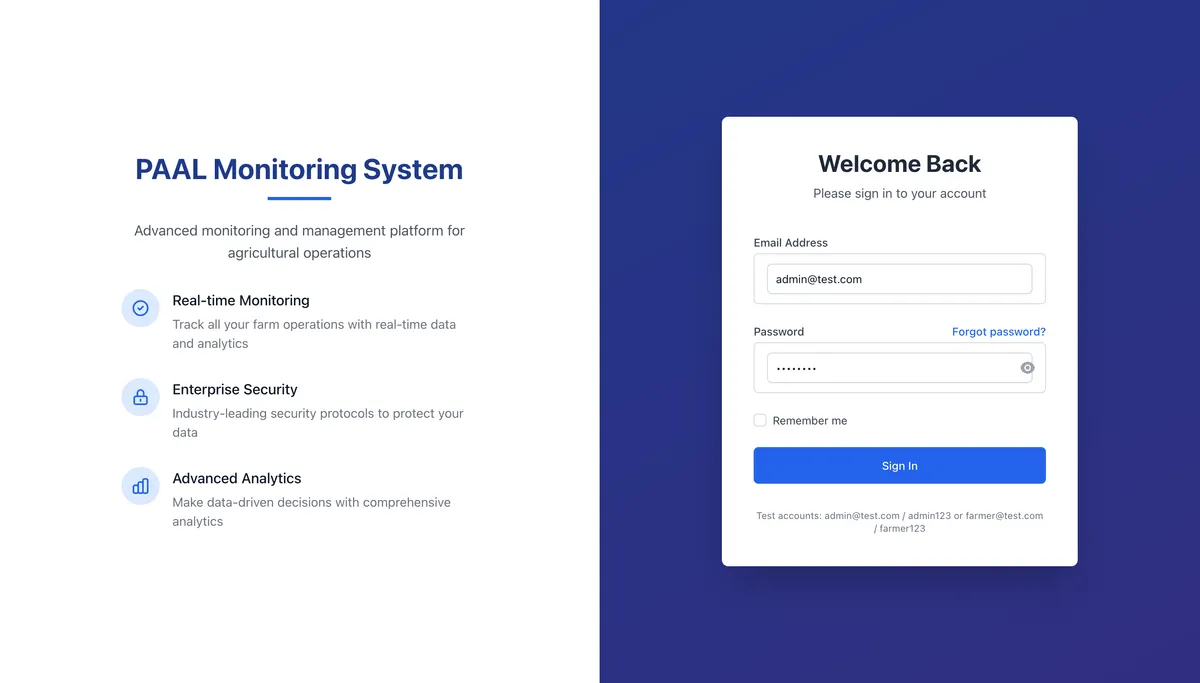 PAAL Monitoring System
Advanced monitoring and management platform for
agricultural operations
Real-time Monitoring
Track all your farm operations with real-time data
and analytics
Enterprise Security
Industry-leading security protocols to protect your
data
Advanced Analytics
Make data-driven decisions with comprehensive
analytics
Welcome Back
Please sign in to your account
Email Address
admin@test.com
Password Forgot password?
••••••••
Remember me
Sign In
Test accounts: admin@test.com / admin123 or farmer@test.com
/ farmer123